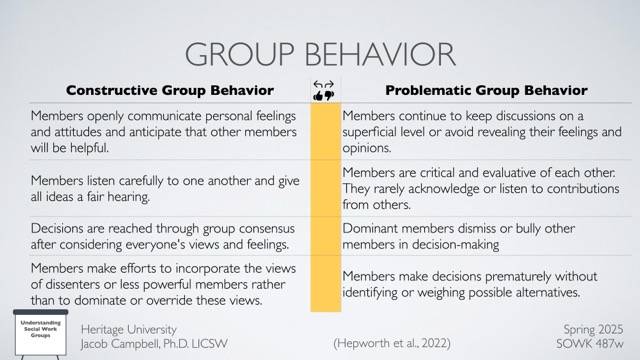 GROUP BEHAVIOR
Constructive Group Behavior
Problematic Group Behavior
Members openly communicate personal feelings
and attitudes and anticipate that other members
will be helpful.
Members continue to keep discussions on a
superficial level or avoid revealing their feelings and
opinions.
Members listen carefully to one another and give
all ideas a fair hearing.
Members are critical and evaluative of each other.
They rarely acknowledge or listen to contributions
from others.
Decisions are reached through group consensus
after considering everyone's views and feelings.
Dominant members dismiss or bully other
members in decision-making
Members make efforts to incorporate the views
of dissenters or less powerful members rather
than to dominate or override these views.
Members make decisions prematurely without
identifying or weighing possible alternatives.
Understanding
Social Work
Groups
Heritage University
Jacob Campbell, Ph.D. LICSW
(Hepworth et al., 2022)
Spring 2025
SOWK 487w